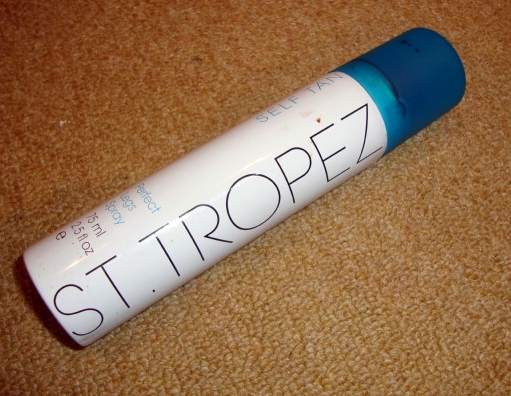 SELF TAN
ST.TROPEZ
Perfect
Legs
Spray
75 ml
2.5 fl oz
e